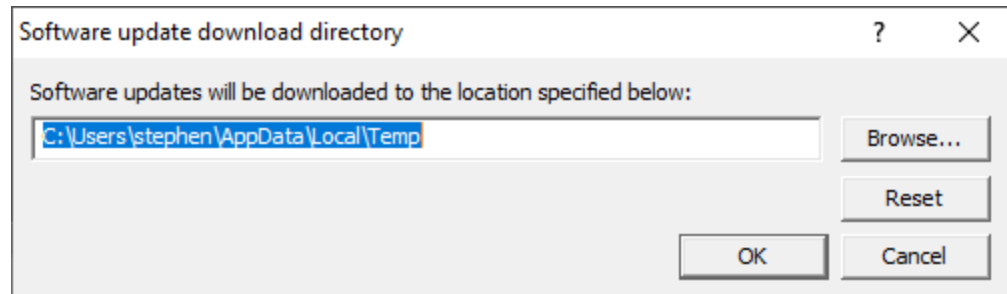 Software update download directory ?
Software updates will be downloaded to the location specified below:
C:\Users\stephen\AppData\Local\Temp
Browse...
Reset
OK
Cancel